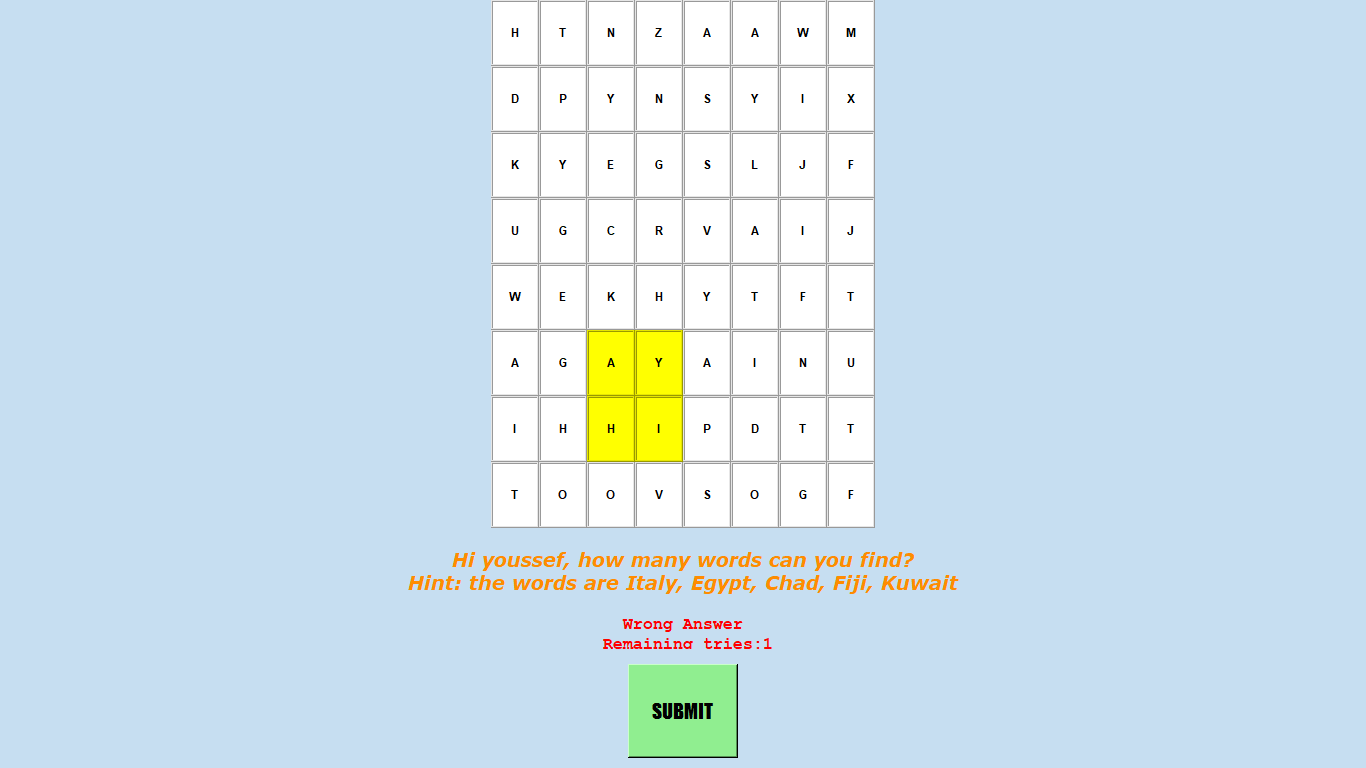 H T N Z A A W M
D P Y N S Y I X
K Y E G S L J F
U G C R V A I J
W E K H Y T F T
A G A Y A I N U
I H H I P D T T
T O O V S O G F
Hi youssef, how many words can you find?
Hint: the words are Italy, Egypt, Chad, Fiji, Kuwait
Wrong Answer
Remaining tries:1
SUBMIT